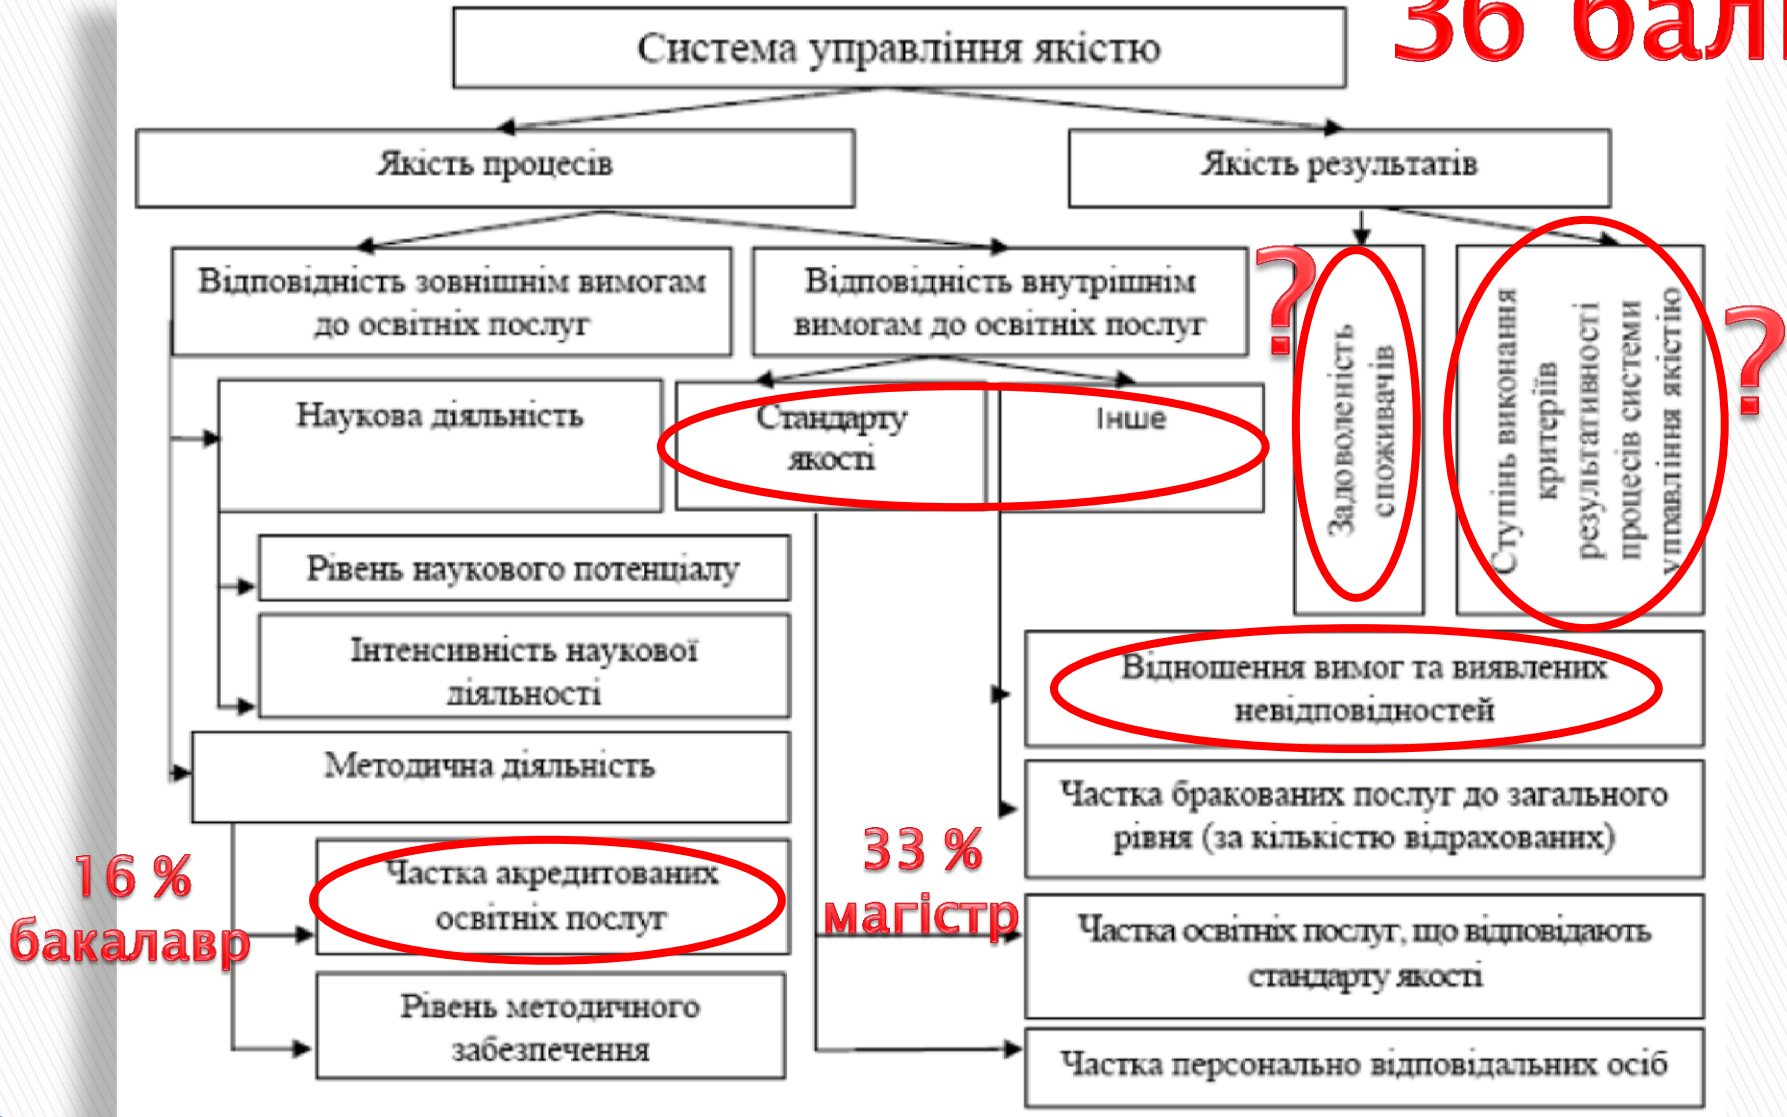 36 бал
Система управління якістю
Якість процесів
Якість результатів
Відповідність зовнішнім вимогам
до освітніх послуг
Відповідність внутрішнім
вимогам до освітніх послуг
?
Задоволеність
споживачів
Ступінь виконання
критеріїв
результативності
процесів системи
управління якістю
?
Наукова діяльність
Стандарту
якості
Інше
Рівень наукового потенціалу
Інтенсивність наукової
діяльності
Відношення вимог та виявлених
невідповідностей
Методична діяльність
Частка бракованих послуг до загального
рівня (за кількістю відрахованих)
16 %
бакалавр
Частка акредитованих
освітніх послуг
33 %
магістр
Частка освітніх послуг, що відповідають
стандарту якості
Рівень методичного
забезпечення
Частка персонально відповідальних осіб